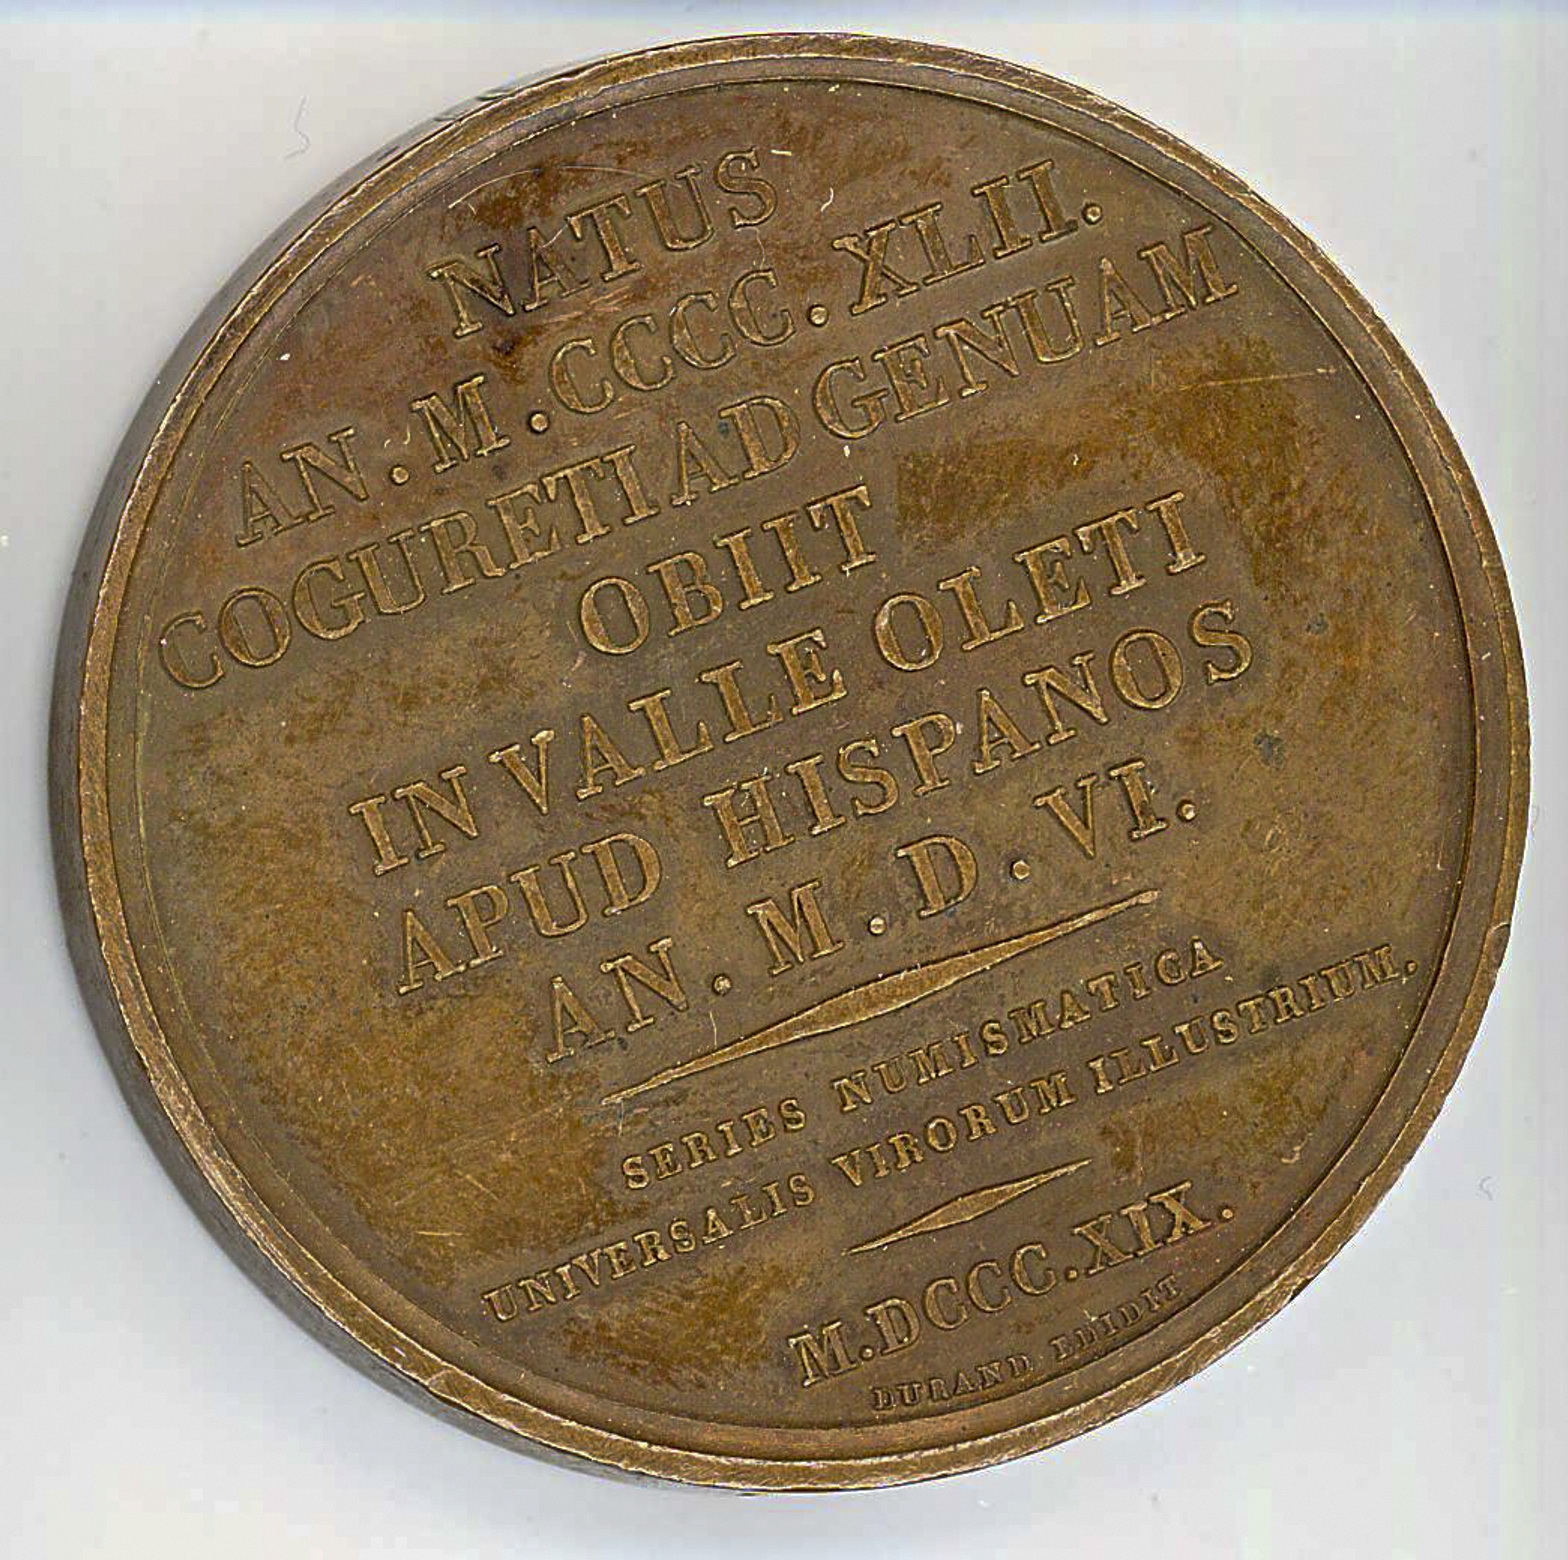 NATUS
AN. M. CCCC. XLII.
COGURETI AD GENUAM
OBIIT
IN VALLE OLETI
APUD HISPANOS
AN. M. D. VI.
SERIES NUMISMATICA
UNIVERSALIS VIRORUM ILLUSTRIUM.
M.DCCC.XIX.
DURAND EDIDIT